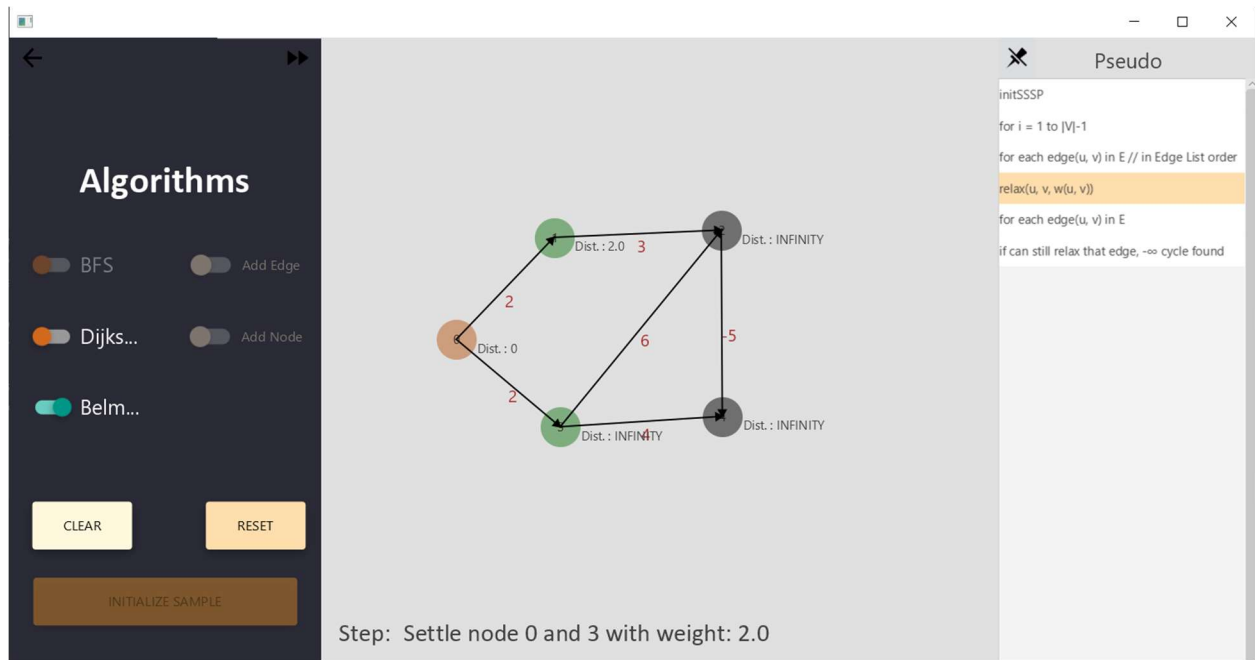 Algorithms
BFS
Add Edge
Dijks...
Add Node
Belm...
CLEAR
RESET
INITIALIZE SAMPLE
Dist. : 2.0
3
Dist. : INFINITY
2
Dist. : 0
6
-5
2
Dist. : INFINITY
4
Dist. : INFINITY
Step: Settle node 0 and 3 with weight: 2.0
Pseudo
initSSSP
for i = 1 to |V|-1
for each edge(u, v) in E // in Edge List order
relax(u, v, w(u, v))
for each edge(u, v) in E
if can still relax that edge, -∞ cycle found